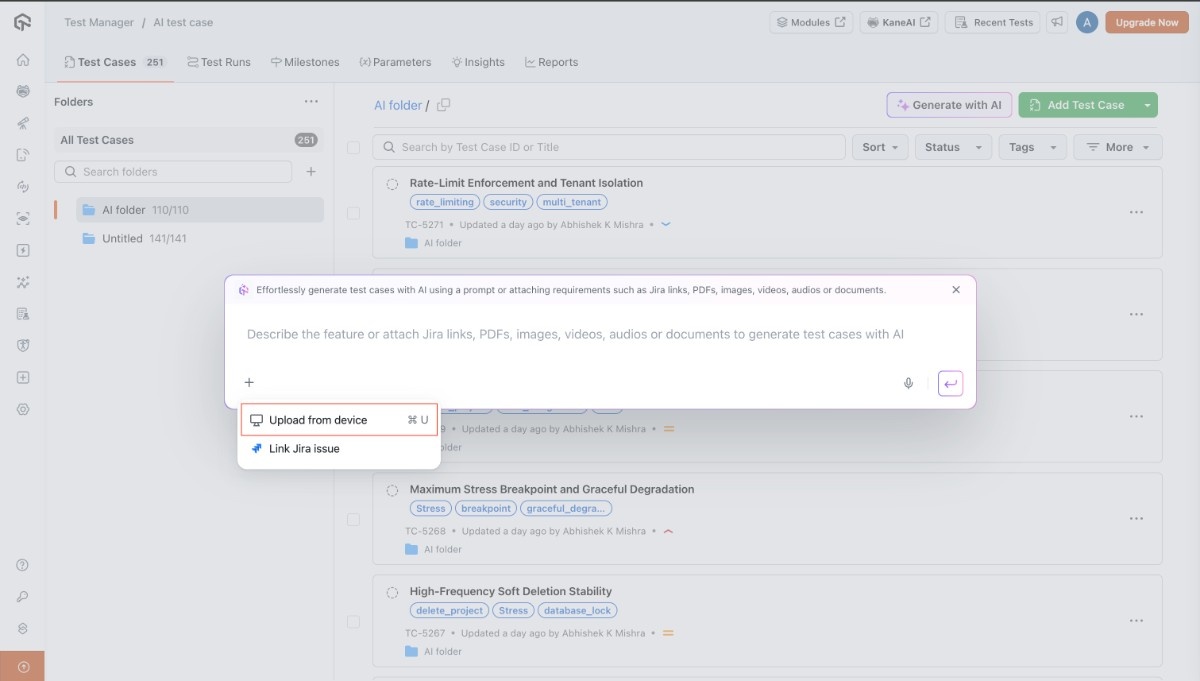 Test Manager / AI test case
Modules
KaneAI
Recent Tests
A
Upgrade Now
Test Cases 251
Test Runs
Milestones
Parameters
Insights
Reports
Folders
All Test Cases 251
Search folders
AI folder 110/110
Untitled 141/141
AI folder /
Generate with AI
Add Test Case
Search by Test Case ID or Title
Sort
Status
Tags
More
Rate-Limit Enforcement and Tenant Isolation
rate_limiting security multi_tenant
TC-5271 • Updated a day ago by Abhishek K Mishra •
AI folder
Effortlessly generate test cases with AI using a prompt or attaching requirements such as Jira links, PDFs, images, videos, audios or documents.
Describe the feature or attach Jira links, PDFs, images, videos, audios or documents to generate test cases with AI
Upload from device ⌘ U
Link Jira issue
9 • Updated a day ago by Abhishek K Mishra •
lder
Maximum Stress Breakpoint and Graceful Degradation
Stress breakpoint graceful_degra...
TC-5268 • Updated a day ago by Abhishek K Mishra •
AI folder
High-Frequency Soft Deletion Stability
delete_project Stress database_lock
TC-5267 • Updated a day ago by Abhishek K Mishra •
AI folder